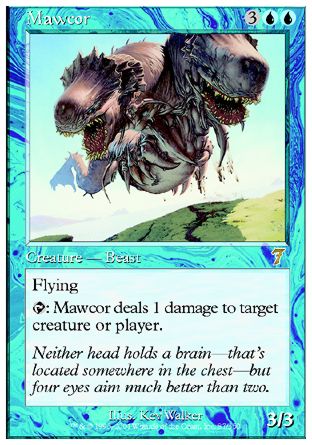 Mawcor 3
Creature — Beast
Flying
: Mawcor deals 1 damage to target
creature or player.
Neither head holds a brain—that's
located somewhere in the chest—but
four eyes aim much better than two.
3/3
Illus. Kev Walker